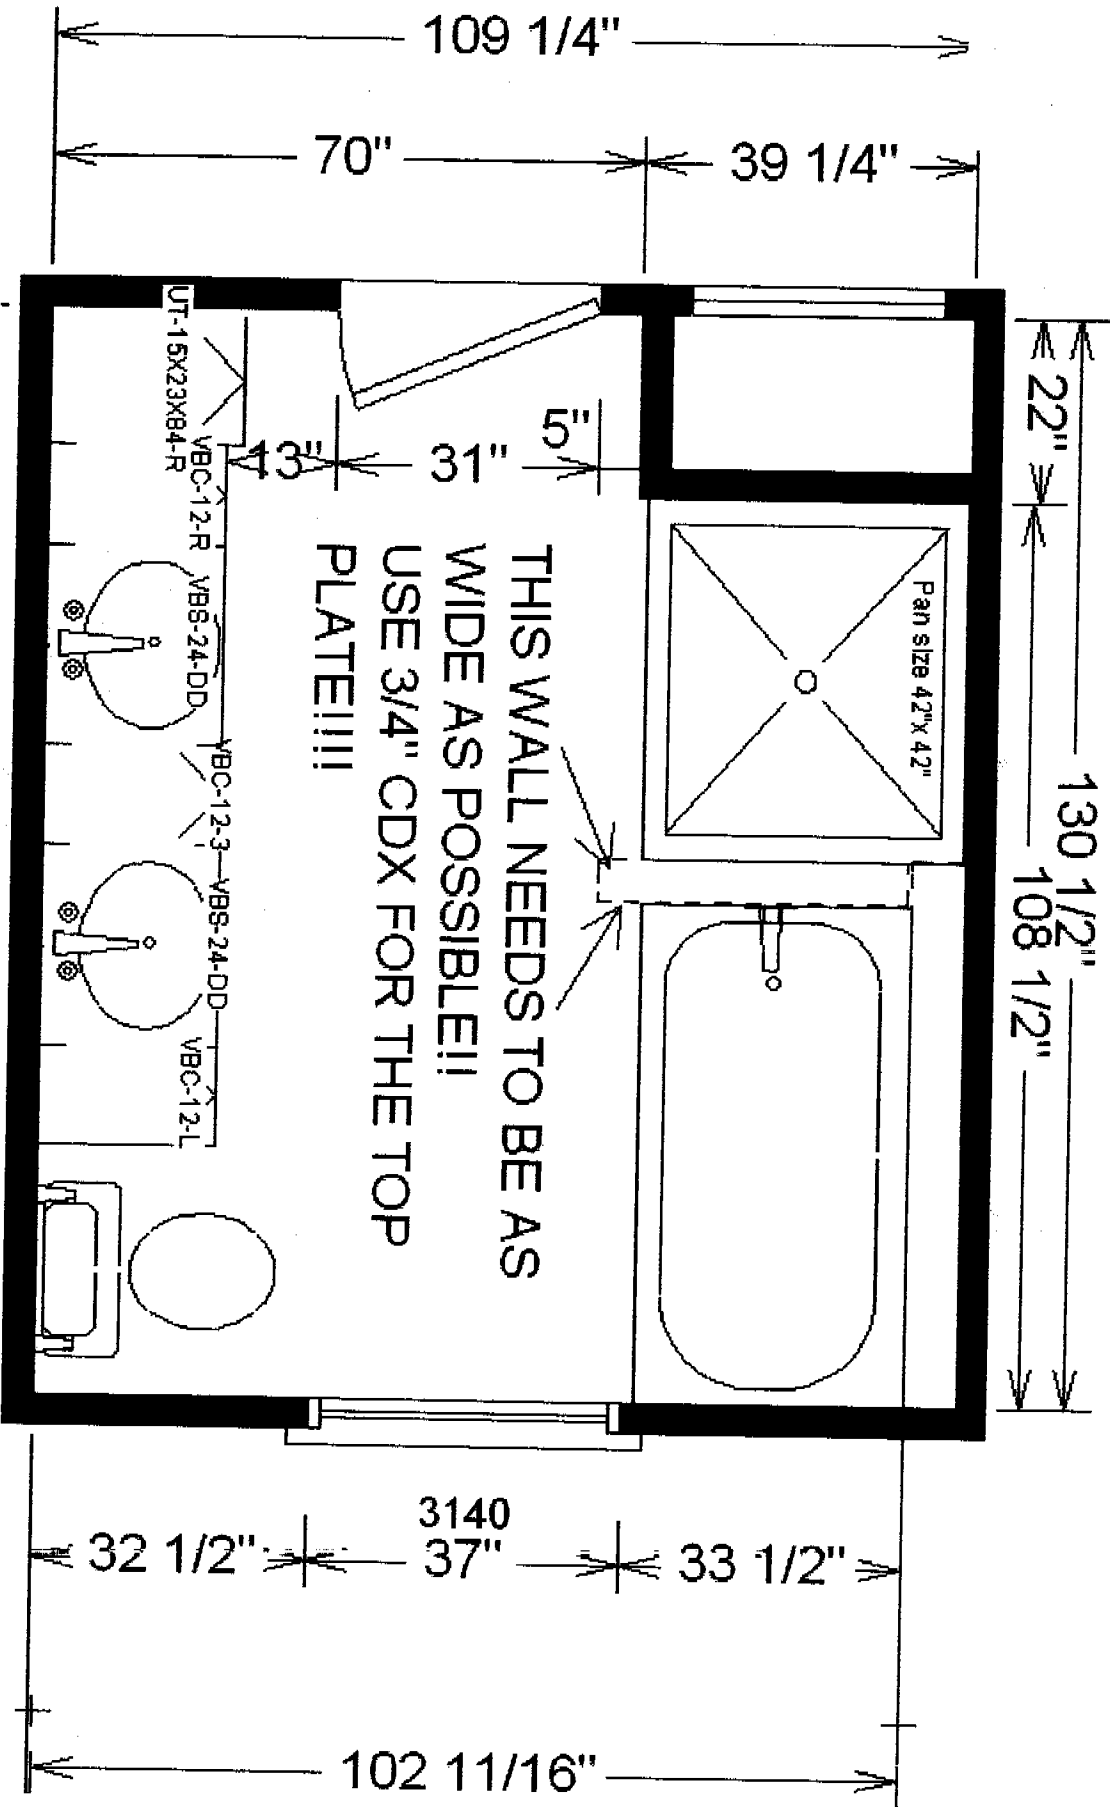 109 1/4"
70"
39 1/4"
22"
130 1/2"
108 1/2"
UT-15X23X84-R
VBC-12-R
VBS-24-DD
VBC-12-3
VBS-24-DD
VBC-12-L
13"
31"
5"
Pan size 42"x 42"
THIS WALL NEEDS TO BE AS
WIDE AS POSSIBLE!!
USE 3/4" CDX FOR THE TOP
PLATE!!!!!
3140
32 1/2"
37"
33 1/2"
102 11/16"